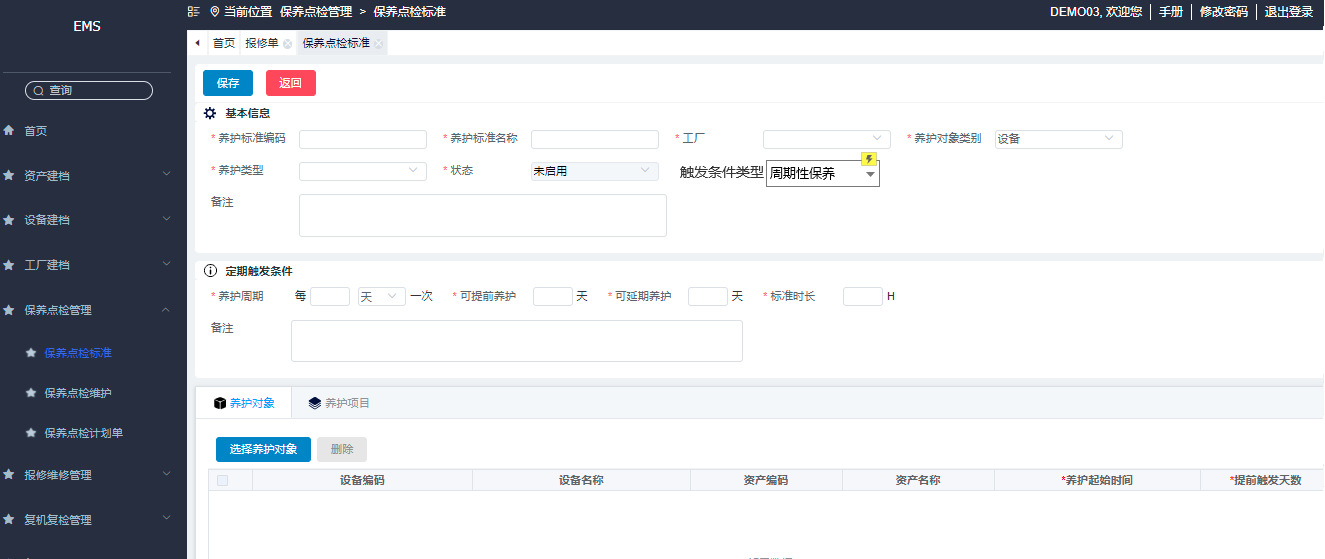 EMS
查询
首页
资产建档
设备建档
工厂建档
保养点检管理
保养点检标准
保养点检维护
保养点检计划单
报修维修管理
复机复检管理
当前位置 保养点检管理 > 保养点检标准
DEMO03, 欢迎您 手册 修改密码 退出登录
首页 报修单 保养点检标准
保存 返回
基本信息
* 养护标准编码 * 养护标准名称 * 工厂 * 养护对象类别 设备
* 养护类型 * 状态 未启用 触发条件类型 周期性保养
备注
定期触发条件
* 养护周期 每 天 一次 * 可提前养护 天 * 可延期养护 天 * 标准时长 H
备注
养护对象 养护项目
选择养护对象 删除
设备编码 设备名称 资产编码 资产名称 *养护起始时间 *提前触发天数